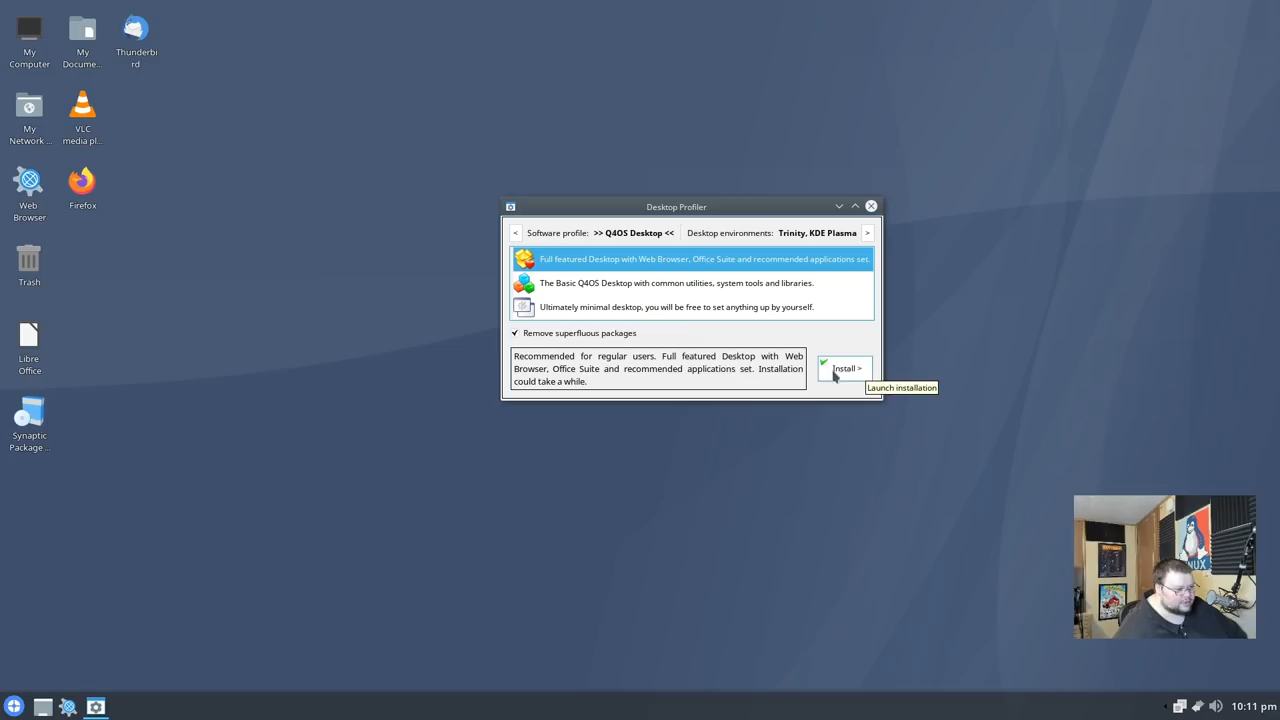 My
Computer
My
Docume...
Thunderbi
rd
My
Network ...
VLC
media pl...
Web
Browser
Firefox
Trash
Libre
Office
Synaptic
Package ...
Desktop Profiler
< Software profile: >> Q4OS Desktop << Desktop environments: Trinity, KDE Plasma >
Full featured Desktop with Web Browser, Office Suite and recommended applications set.
The Basic Q4OS Desktop with common utilities, system tools and libraries.
Ultimately minimal desktop, you will be free to set anything up by yourself.
Remove superfluous packages
Recommended for regular users. Full featured Desktop with Web
Browser, Office Suite and recommended applications set. Installation
could take a while.
Install >
Launch installation
10:11 pm